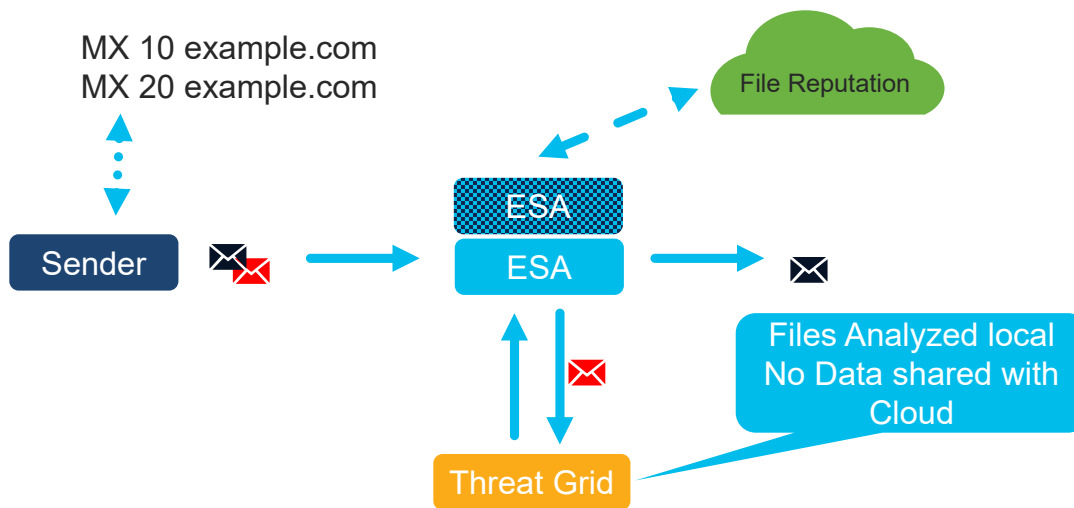 MX 10 example.com
MX 20 example.com
File Reputation
ESA
Sender
ESA
Files Analyzed local
No Data shared with
Cloud
Threat Grid